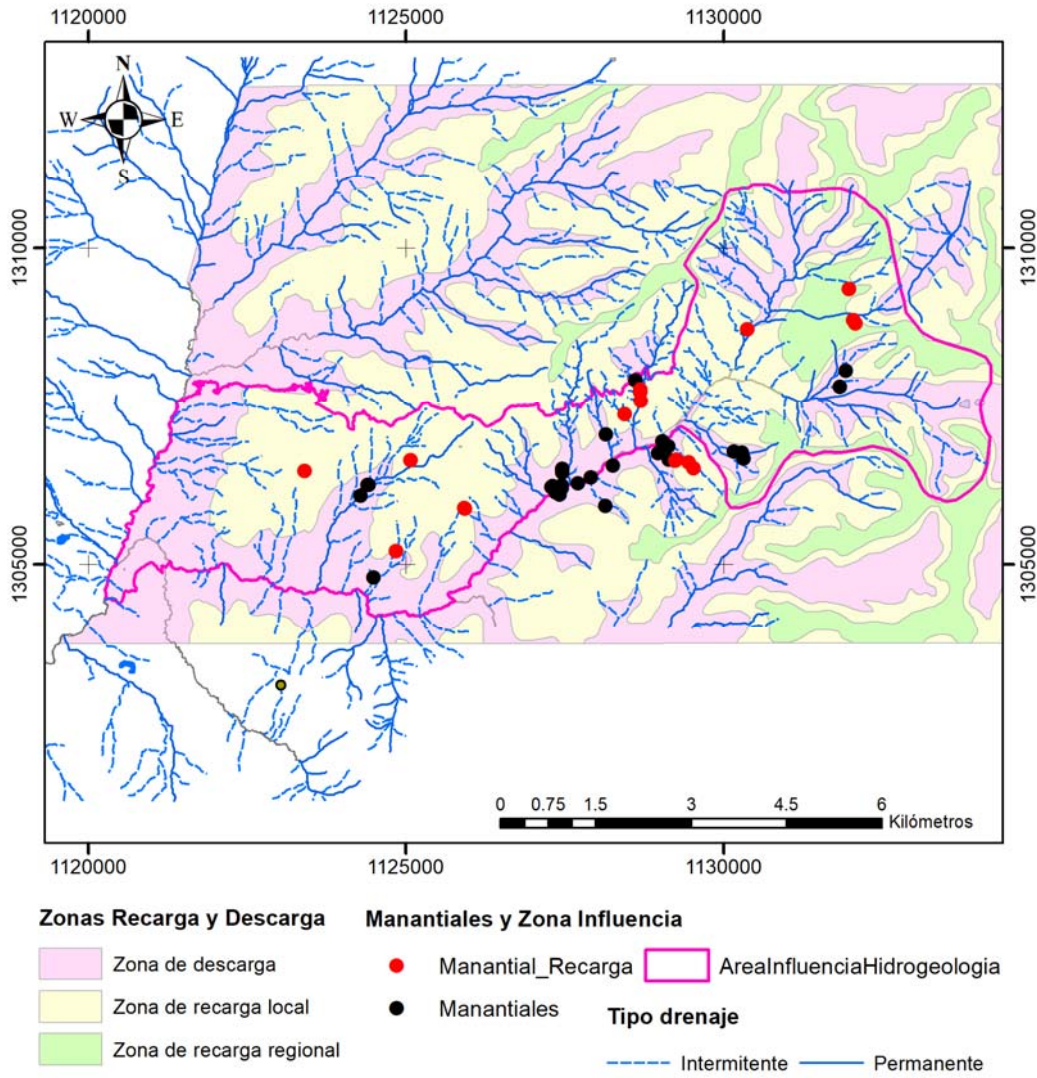 1120000 1125000 1130000
N
W E
S
1310000 1310000
1305000 1305000
0 0.75 1.5 3 4.5 6
Kilómetros
1120000 1125000 1130000
Zonas Recarga y Descarga
Zona de descarga
Zona de recarga local
Zona de recarga regional
Manantiales y Zona Influencia
Manantial_Recarga
AreaInfluenciaHidrogeologia
Manantiales
Tipo drenaje
Intermitente
Permanente